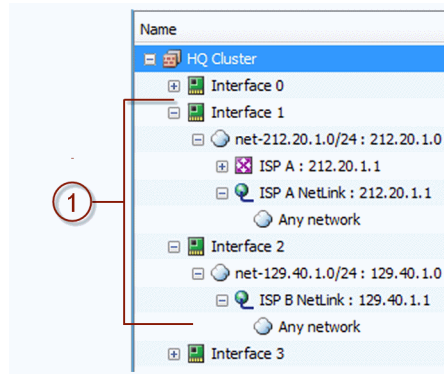 Name
HQ Cluster
Interface 0
Interface 1
net-212.20.1.0/24 : 212.20.1.0
ISP A : 212.20.1.1
ISP A NetLink : 212.20.1.1
Any network
1
Interface 2
net-129.40.1.0/24 : 129.40.1.0
ISP B NetLink : 129.40.1.1
Any network
Interface 3